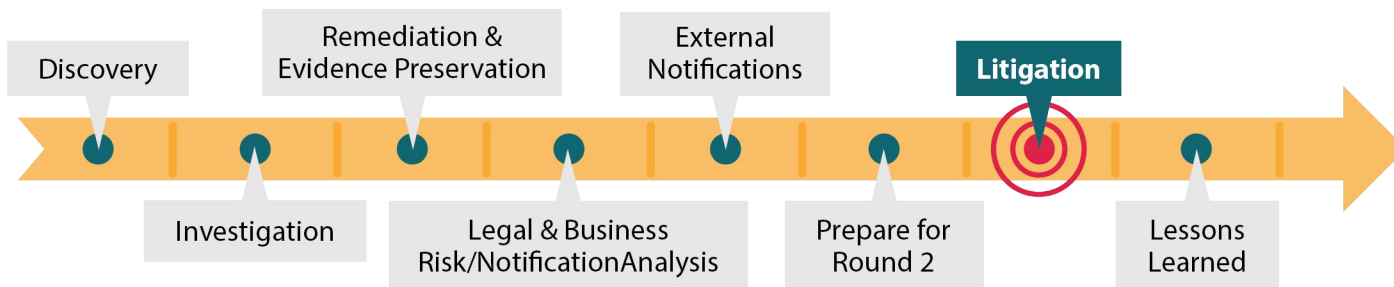 Discovery
Investigation
Remediation &
Evidence Preservation
Legal & Business
Risk/NotificationAnalysis
External
Notifications
Prepare for
Round 2
Litigation
Lessons
Learned